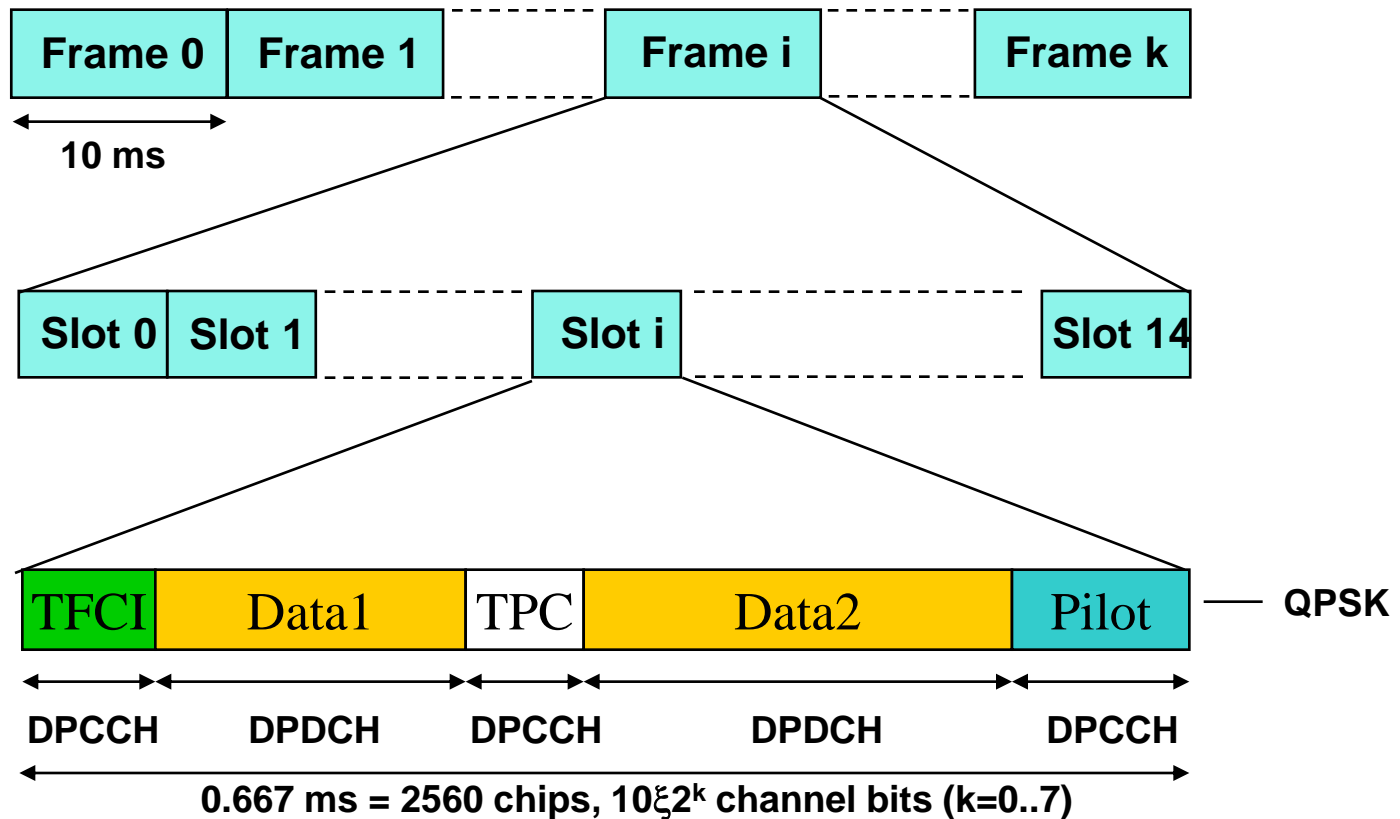 Frame 0 Frame 1 Frame i Frame k
10 ms
Slot 0 Slot 1 Slot i Slot 14
TFCI Data1 TPC Data2 Pilot QPSK
DPCCH DPDCH DPCCH DPDCH DPCCH
0.667 ms = 2560 chips, 10ξ2ᵏ channel bits (k=0..7)